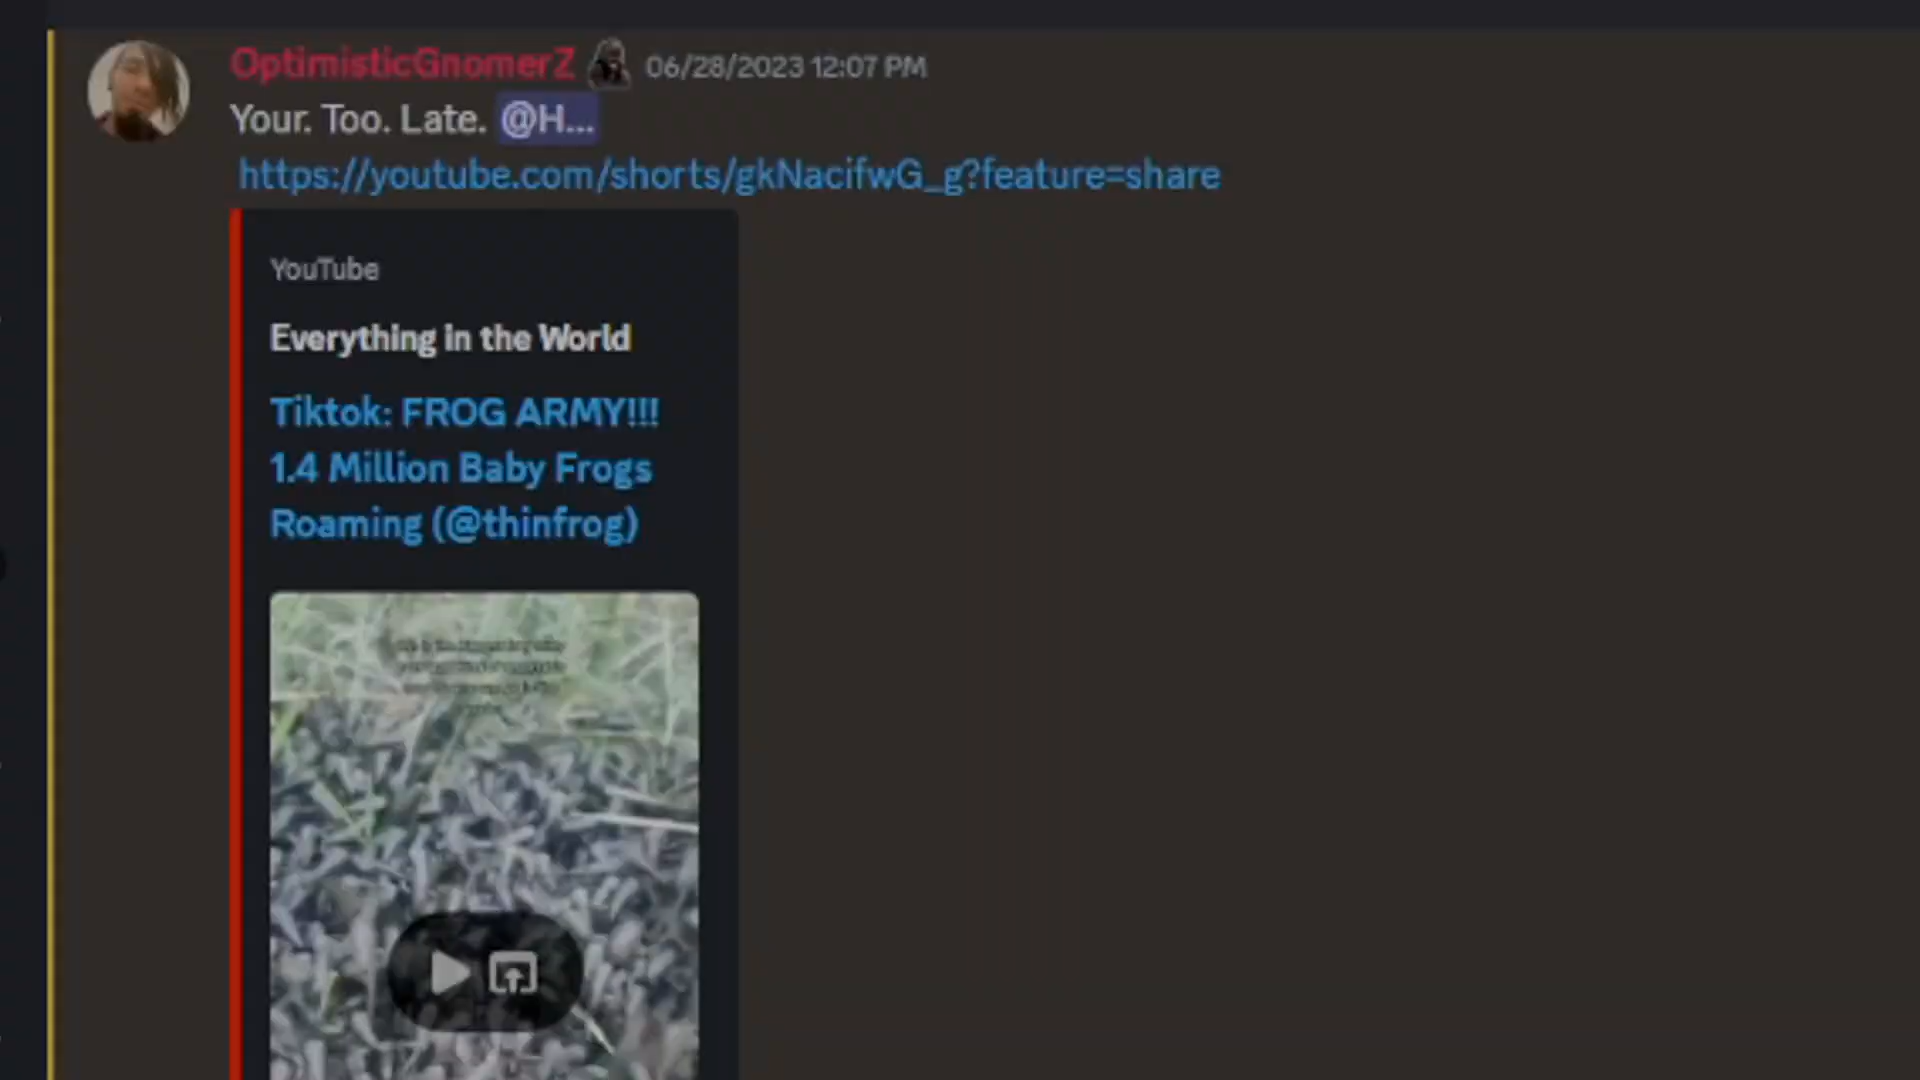 OptimisticGnomerZ 06/28/2023 12:07 PM
Your. Too. Late. @H...
https://youtube.com/shorts/gkNacifwG_g?feature=share
YouTube
Everything in the World
Tiktok: FROG ARMY!!!
1.4 Million Baby Frogs
Roaming (@thinfrog)